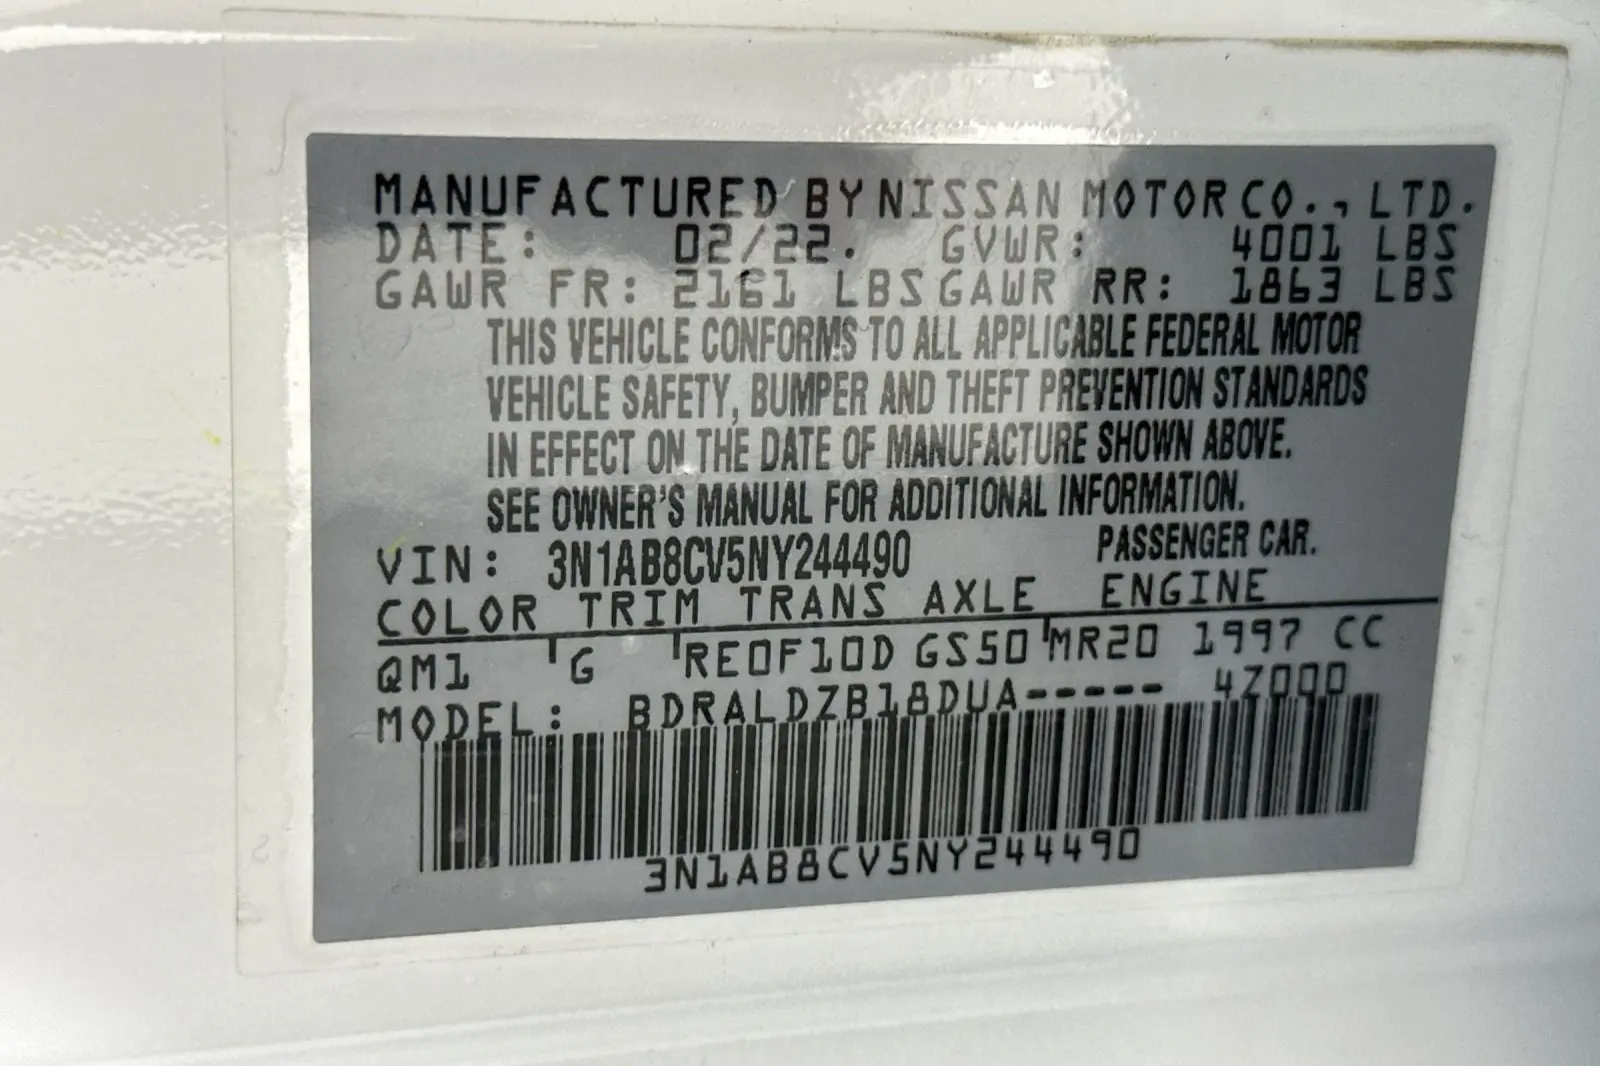 MANUFACTURED BY NISSAN MOTOR CO., LTD.
DATE: 02/22. GVWR: 4001 LBS
GAWR FR: 2161 LBS GAWR RR: 1863 LBS
THIS VEHICLE CONFORMS TO ALL APPLICABLE FEDERAL MOTOR
VEHICLE SAFETY, BUMPER AND THEFT PREVENTION STANDARDS
IN EFFECT ON THE DATE OF MANUFACTURE SHOWN ABOVE.
SEE OWNER'S MANUAL FOR ADDITIONAL INFORMATION.
VIN: 3N1AB8CV5NY244490 PASSENGER CAR.
COLOR TRIM TRANS AXLE ENGINE
QM1 G RE0F10D GS50 MR20 1997 CC
MODEL: BDRALDZB18DUA----- 4Z000
3N1AB8CV5NY244490